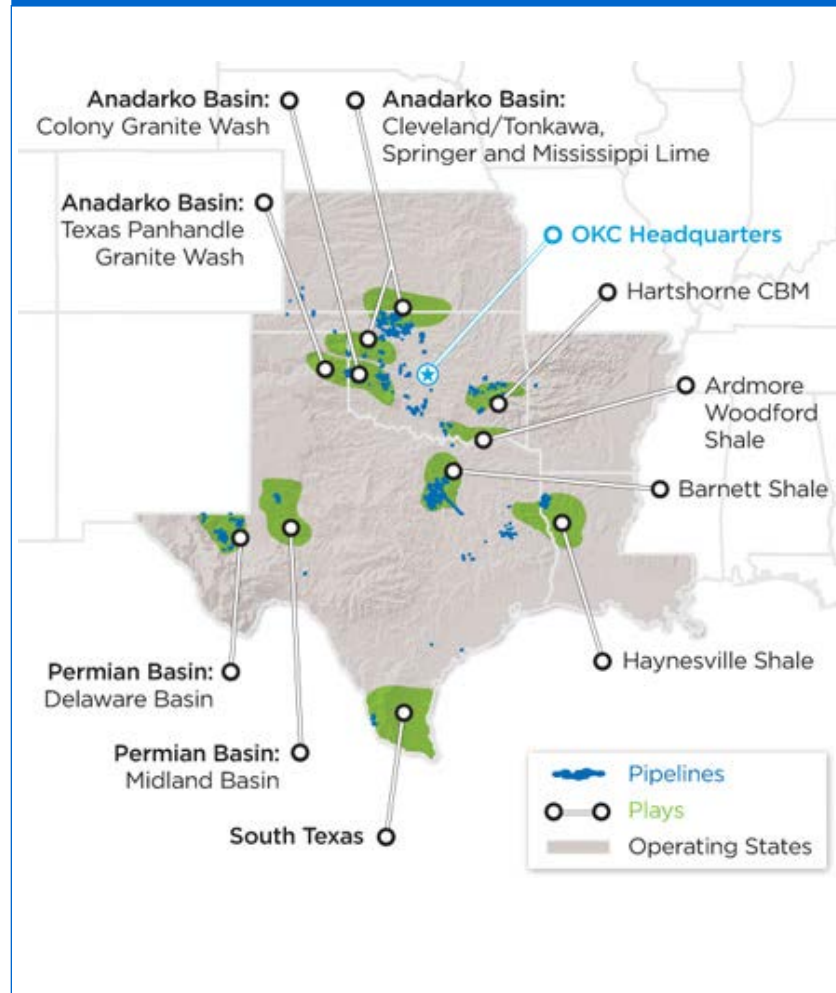 Anadarko Basin:
Colony Granite Wash
Anadarko Basin:
Cleveland/Tonkawa,
Springer and Mississippi Lime
Anadarko Basin:
Texas Panhandle
Granite Wash
OKC Headquarters
Hartshorne CBM
Ardmore
Woodford
Shale
Barnett Shale
Haynesville Shale
Permian Basin:
Delaware Basin
Permian Basin:
Midland Basin
South Texas
Pipelines
Plays
Operating States